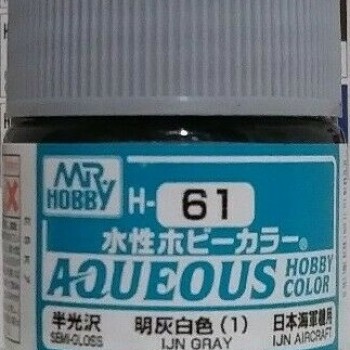 MR HOBBY
H- 61
水性ホビーカラー®
AQUEOUS HOBBY COLOR
半光沢 明灰白色(1) 日本海軍機用
SEMI-GLOSS IJN GRAY IJN AIRCRAFT